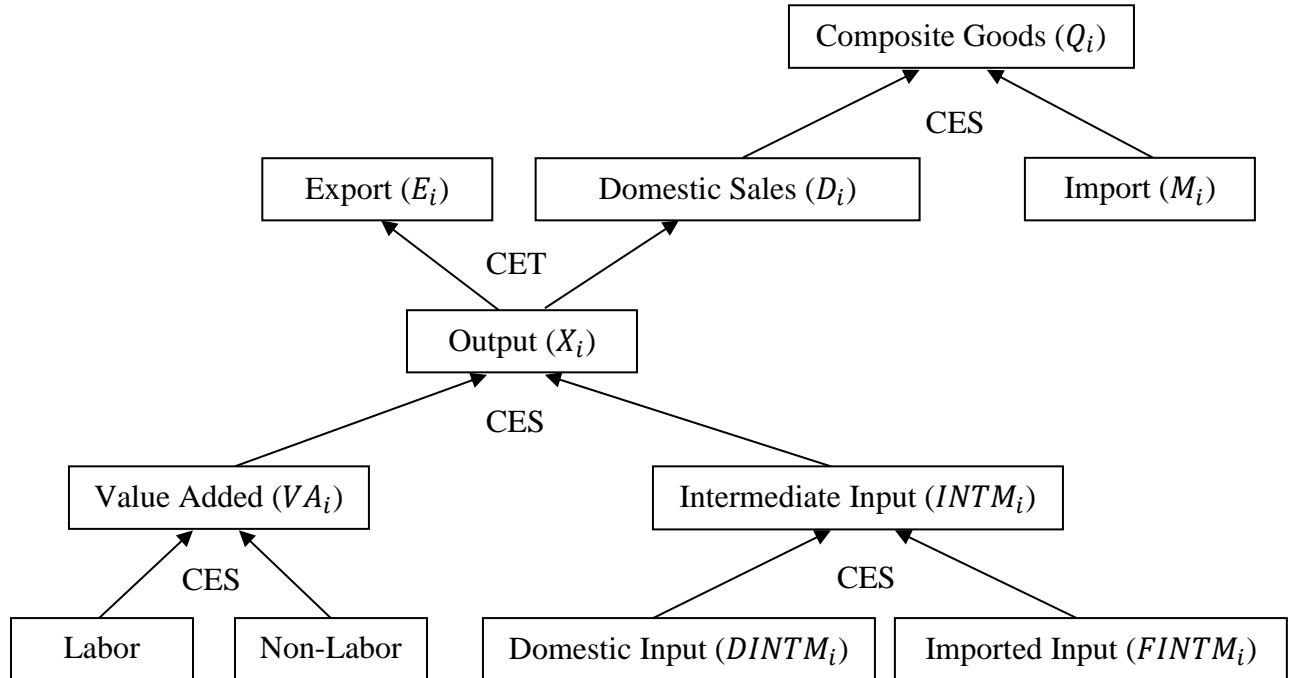 Composite Goods (Q_i)
CES
Export (E_i)
Domestic Sales (D_i)
Import (M_i)
CET
Output (X_i)
CES
Value Added (VA_i)
Intermediate Input (INTM_i)
CES
CES
Labor
Non-Labor
Domestic Input (DINTM_i)
Imported Input (FINTM_i)